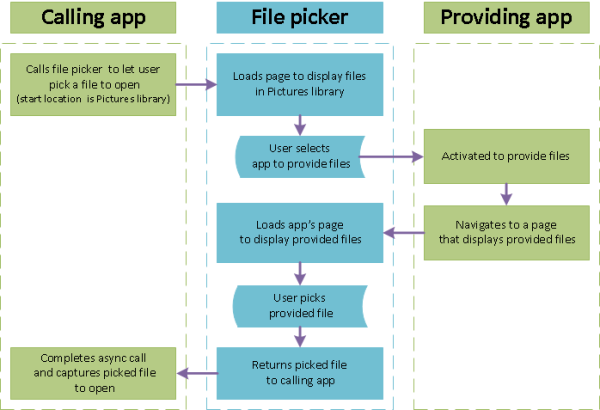 Calling app
File picker
Providing app
Calls file picker to let user
pick a file to open
(start location is Pictures library)
Loads page to display files
in Pictures library
User selects
app to provide files
Activated to provide files
Navigates to a page
that displays provided files
Loads app's page
to display provided files
User picks
provided file
Returns picked file
to calling app
Completes async call
and captures picked file
to open